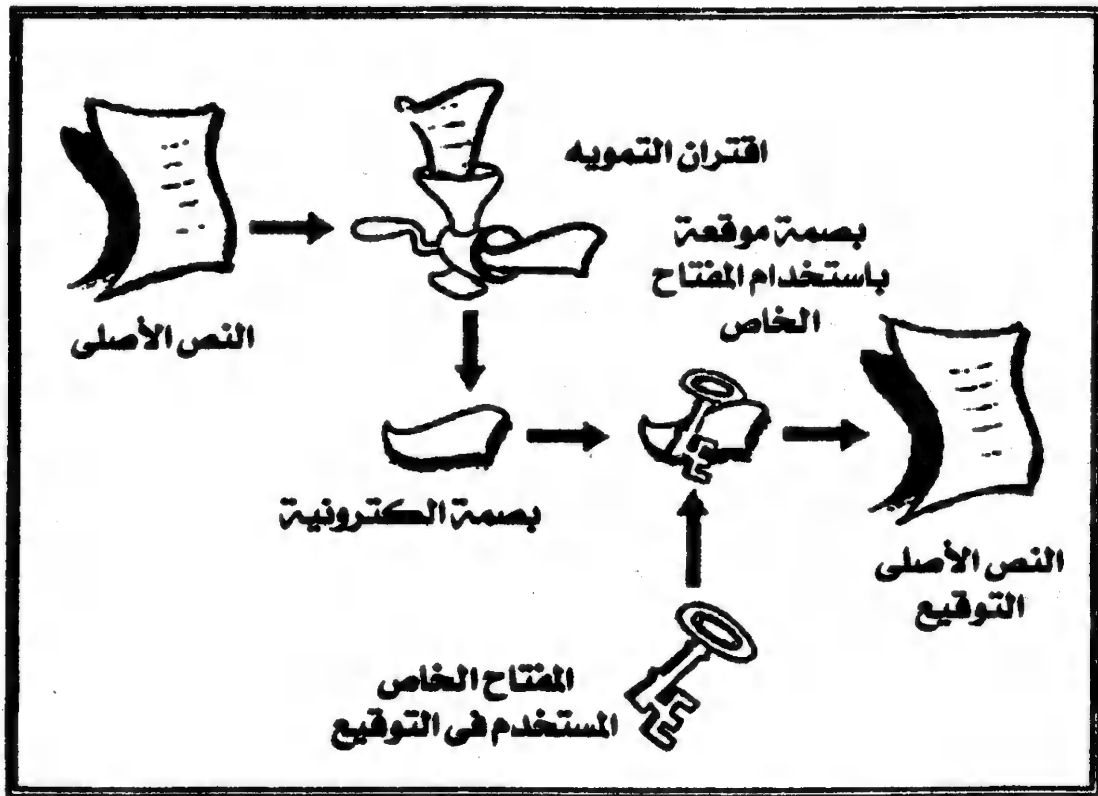 اقتران التمويه
بصمة موقعة
باستخدام المفتاح
الخاص
النص الأصلى
بصمة الكترونية
النص الأصلى
التوقيع
المفتاح الخاص
المستخدم فى التوقيع